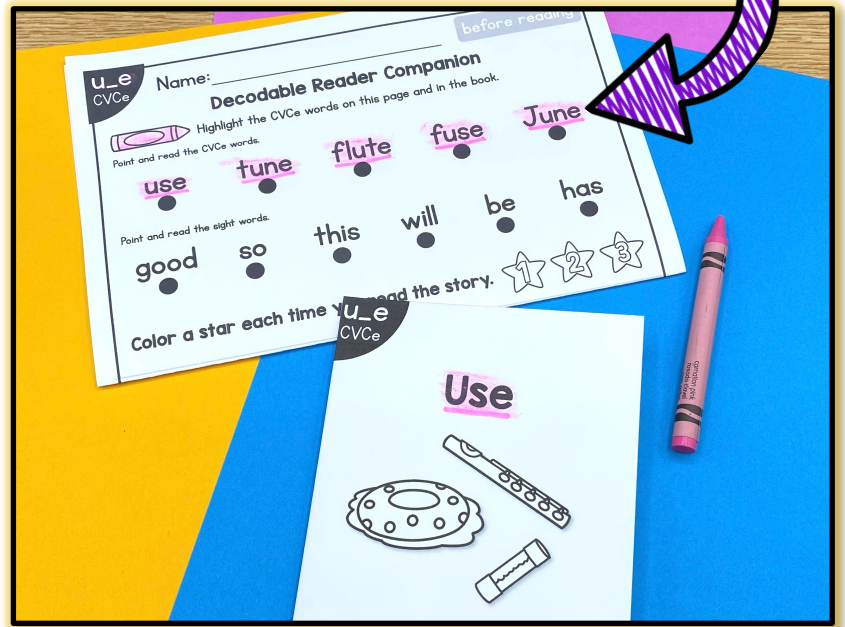 before reading
u_e
CVCe
Name:
Decodable Reader Companion
Highlight the CVCe words on this page and in the book.
Point and read the CVCe words.
use tune flute fuse June
Point and read the sight words.
good so this will be has
Color a star each time read the story.
1 2 3
u_e
CVCe
Use
carnation pink